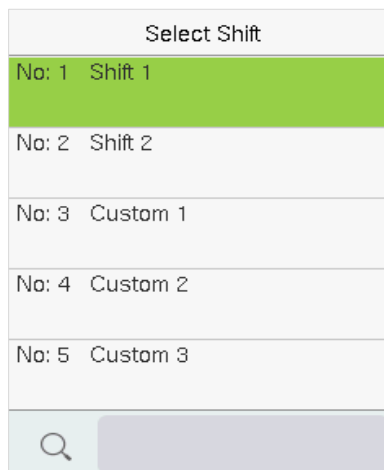 Select Shift
No: 1 Shift 1
No: 2 Shift 2
No: 3 Custom 1
No: 4 Custom 2
No: 5 Custom 3